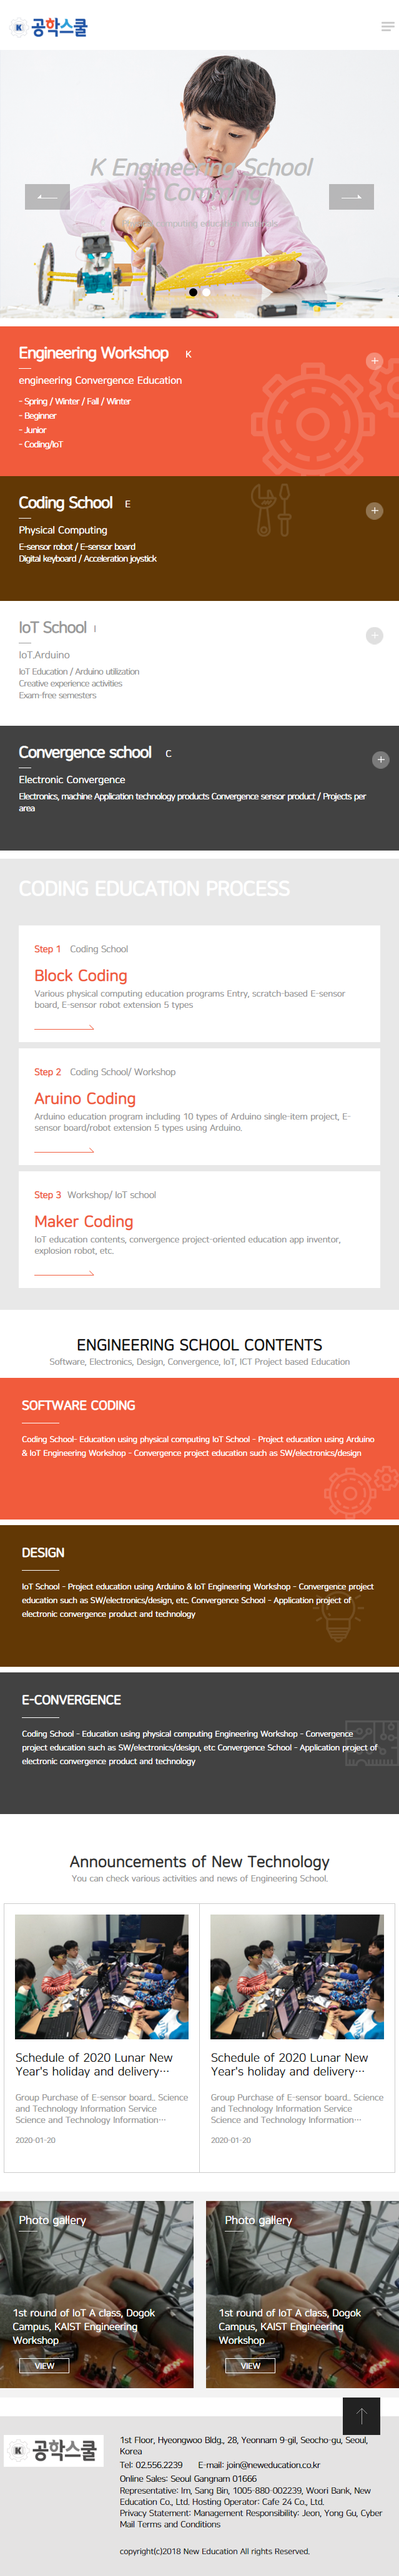 K 공학스쿨
K Engineering School
is Comming
K
Engineering Workshop K
engineering Convergence Education
- Spring / Winter / Fall / Winter
- Beginner
- Junior
- Coding/IoT
Coding School E
Physical Computing
E-sensor robot / E-sensor board
Digital keyboard / Acceleration joystick
IoT School I
IoT.Arduino
IoT Education / Arduino utilization
Creative experience activities
Exam-free semesters
Convergence school C
Electronic Convergence
Electronics, machine Application technology products Convergence sensor product / Projects per
area
CODING EDUCATION PROCESS
Step 1 Coding School
Block Coding
Various physical computing education programs Entry, scratch-based E-sensor
board, E-sensor robot extension 5 types
Step 2 Coding School/ Workshop
Aruino Coding
Arduino education program including 10 types of Arduino single-item project, E-
sensor board/robot extension 5 types using Arduino.
Step 3 Workshop/ IoT school
Maker Coding
IoT education contents, convergence project-oriented education app inventor,
explosion robot, etc.
ENGINEERING SCHOOL CONTENTS
Software, Electronics, Design, Convergence, IoT, ICT Project based Education
SOFTWARE CODING
Coding School- Education using physical computing IoT School - Project education using Arduino
& IoT Engineering Workshop - Convergence project education such as SW/electronics/design
DESIGN
IoT School - Project education using Arduino & IoT Engineering Workshop - Convergence project
education such as SW/electronics/design, etc. Convergence School - Application project of
electronic convergence product and technology
E-CONVERGENCE
Coding School - Education using physical computing Engineering Workshop - Convergence
project education such as SW/electronics/design, etc Convergence School - Application project of
electronic convergence product and technology
Announcements of New Technology
You can check various activities and news of Engineering School.
Schedule of 2020 Lunar New
Year's holiday and delivery…
Group Purchase of E-sensor board.. Science
and Technology Information Service
Science and Technology Information…
2020-01-20
Schedule of 2020 Lunar New
Year's holiday and delivery…
Group Purchase of E-sensor board.. Science
and Technology Information Service
Science and Technology Information…
2020-01-20
Photo gallery
1st round of IoT A class, Dogok
Campus, KAIST Engineering
Workshop
VIEW
Photo gallery
1st round of IoT A class, Dogok
Campus, KAIST Engineering
Workshop
VIEW
K 공학스쿨
1st Floor, Hyeongwoo Bldg., 28, Yeonnam 9-gil, Seocho-gu, Seoul,
Korea
Tel: 02.556.2239 E-mail: join@neweducation.co.kr
Online Sales: Seoul Gangnam 01666
Representative: Im, Sang Bin, 1005-880-002239, Woori Bank, New
Education Co., Ltd. Hosting Operator: Cafe 24 Co., Ltd.
Privacy Statement: Management Responsibility: Jeon, Yong Gu, Cyber
Mail Terms and Conditions
copyright(c)2018 New Education All rights Reserved.